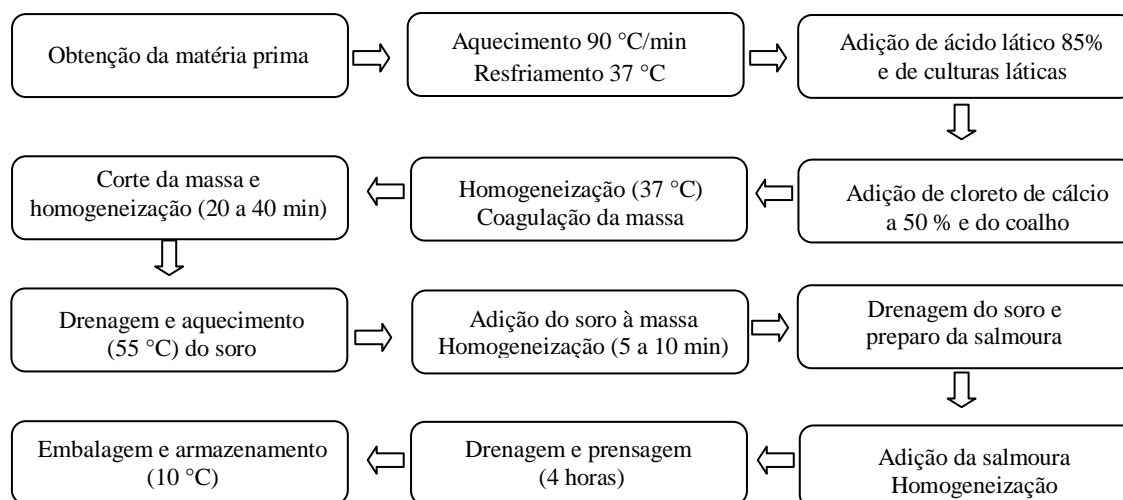 Obtenção da matéria prima
Aquecimento 90 °C/min
Resfriamento 37 °C
Adição de ácido lático 85%
e de culturas láticas
Adição de cloreto de cálcio
a 50 % e do coalho
Homogeneização (37 °C)
Coagulação da massa
Corte da massa e
homogeneização (20 a 40 min)
Drenagem e aquecimento
(55 °C) do soro
Adição do soro à massa
Homogeneização (5 a 10 min)
Drenagem do soro e
preparo da salmoura
Adição da salmoura
Homogeneização
Drenagem e prensagem
(4 horas)
Embalagem e armazenamento
(10 °C)